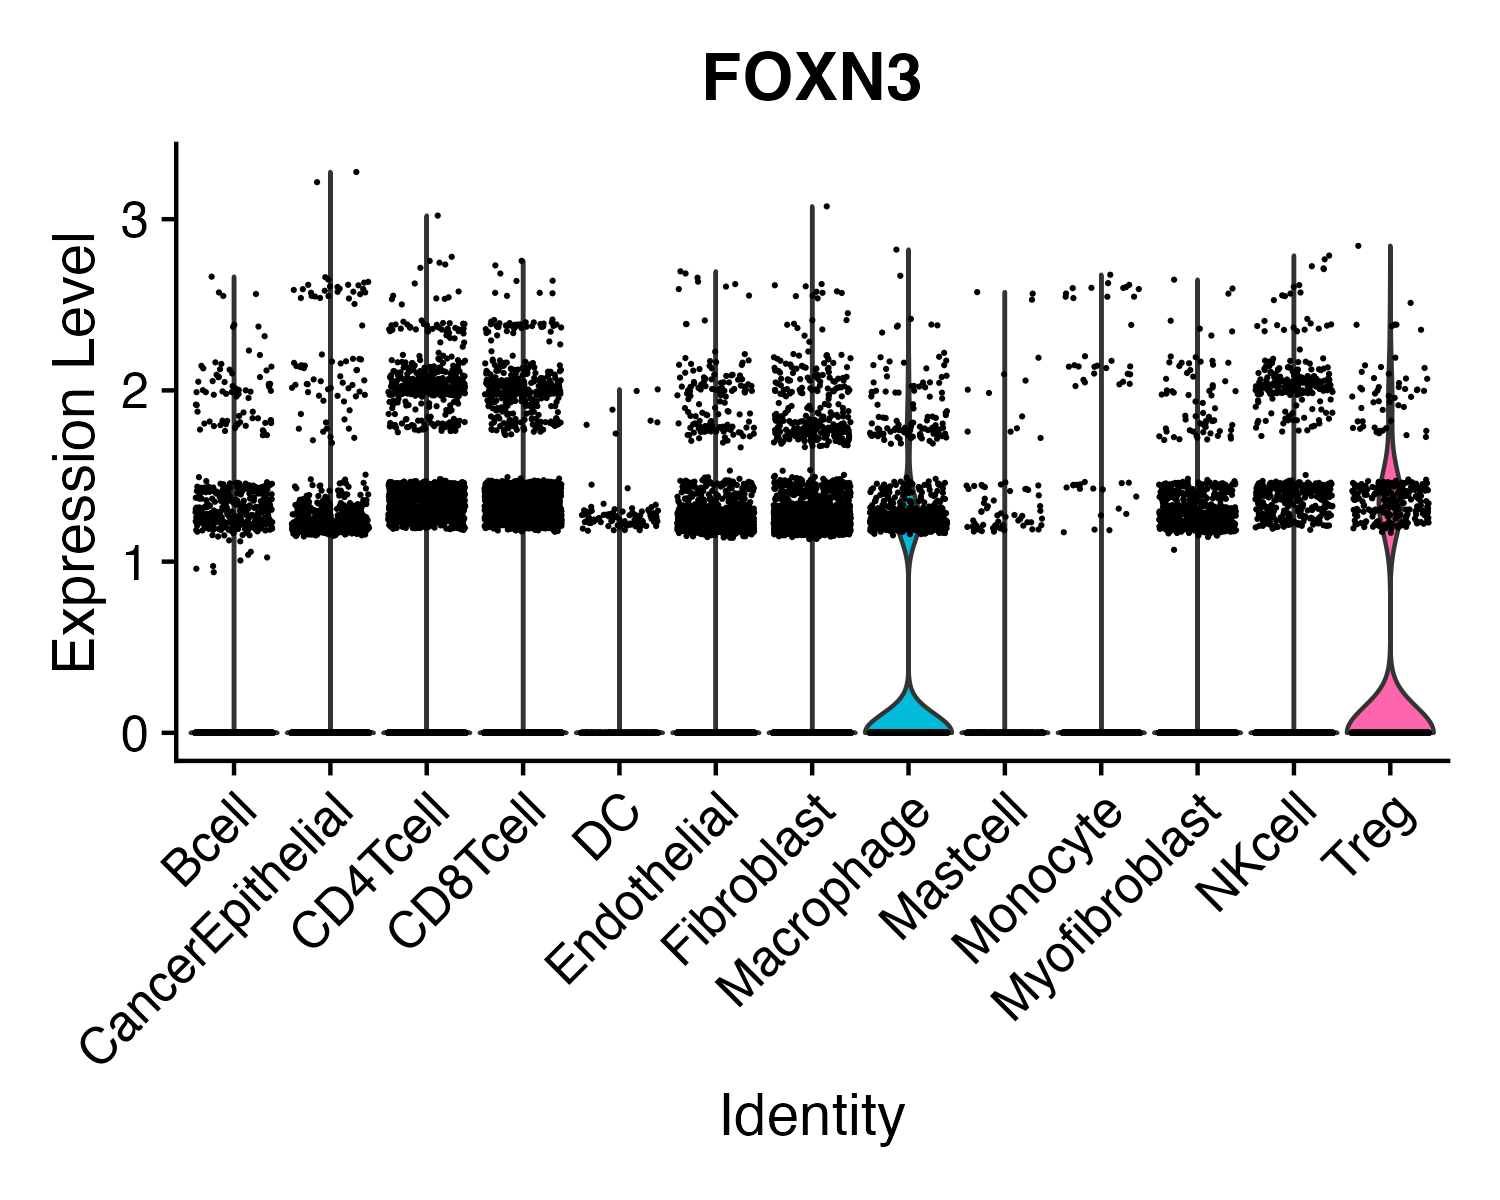 FOXN3
Expression Level
3
2
1
0
Bcell
CancerEpithelial
CD4Tcell
CD8Tcell
DC
Endothelial
Fibroblast
Macrophage
Mastcell
Monocyte
Myofibroblast
NKcell
Treg
Identity